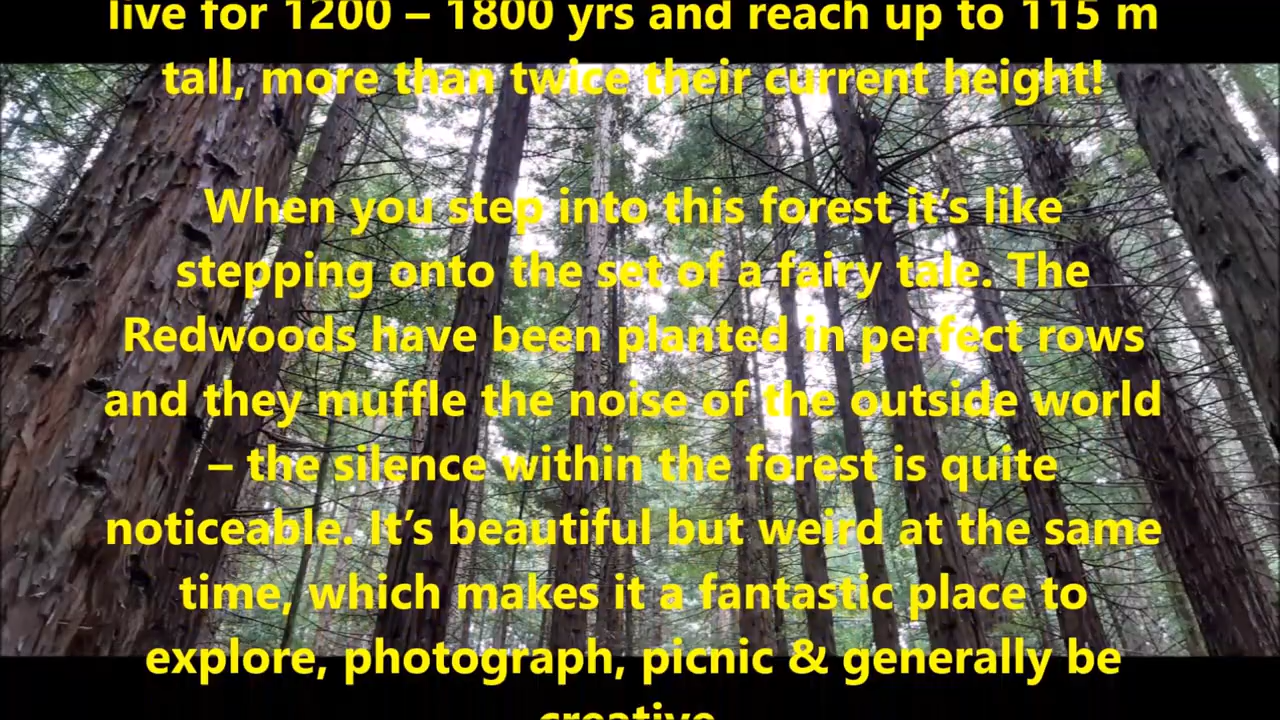 live for 1200 – 1800 yrs and reach up to 115 m
tall, more than twice their current height!
When you step into this forest it’s like
stepping onto the set of a fairy tale. The
Redwoods have been planted in perfect rows
and they muffle the noise of the outside world
– the silence within the forest is quite
noticeable. It’s beautiful but weird at the same
time, which makes it a fantastic place to
explore, photograph, picnic & generally be
creative